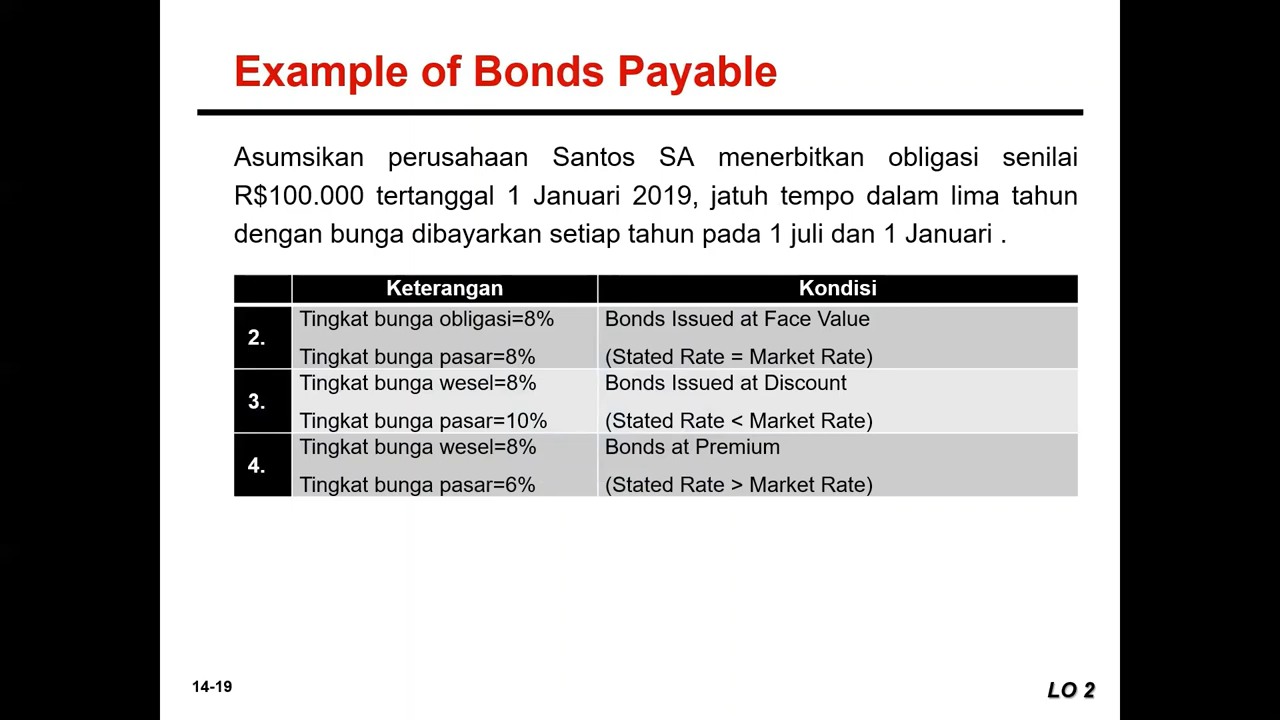 Example of Bonds Payable
Asumsikan perusahaan Santos SA menerbitkan obligasi senilai
R$100.000 tertanggal 1 Januari 2019, jatuh tempo dalam lima tahun
dengan bunga dibayarkan setiap tahun pada 1 juli dan 1 Januari .
Keterangan Kondisi
2.
Tingkat bunga obligasi=8%
Tingkat bunga pasar=8%
Bonds Issued at Face Value
(Stated Rate = Market Rate)
3.
Tingkat bunga wesel=8%
Tingkat bunga pasar=10%
Bonds Issued at Discount
(Stated Rate < Market Rate)
4.
Tingkat bunga wesel=8%
Tingkat bunga pasar=6%
Bonds at Premium
(Stated Rate > Market Rate)
14-19
LO 2